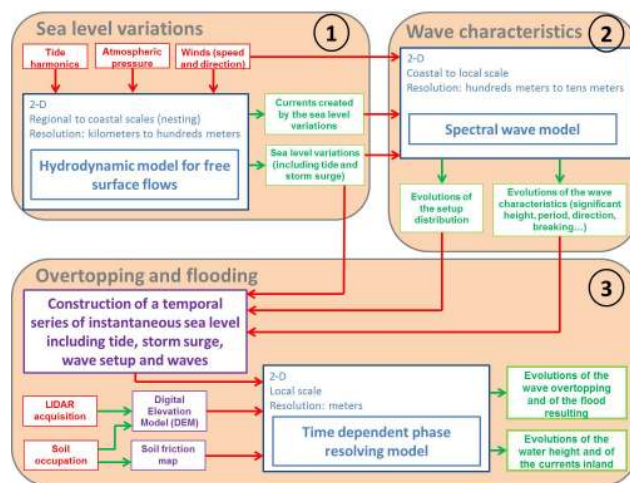 Sea level variations
1
Tide
harmonics
Atmospheric
pressure
Winds (speed
and direction)
2-D
Regional to coastal scales (nesting)
Resolution: kilometers to hundreds meters
Hydrodynamic model for free
surface flows
Currents created
by the sea level
variations
Sea level variations
(including tide and
storm surge)
Wave characteristics
2
2-D
Coastal to local scale
Resolution: hundreds meters to tens meters
Spectral wave model
Evolutions of
the setup
distribution
Evolutions of the wave
characteristics (significant
height, period, direction,
breaking...)
Overtopping and flooding
3
Construction of a temporal
series of instantaneous sea level
including tide, storm surge,
wave setup and waves
LIDAR
acquisition
Digital
Elevation
Model (DEM)
Soil
occupation
Soil friction
map
2-D
Local scale
Resolution: meters
Time dependent phase
resolving model
Evolutions of the
wave overtopping
and of the flood
resulting
Evolutions of the
water height and of
the currents inland